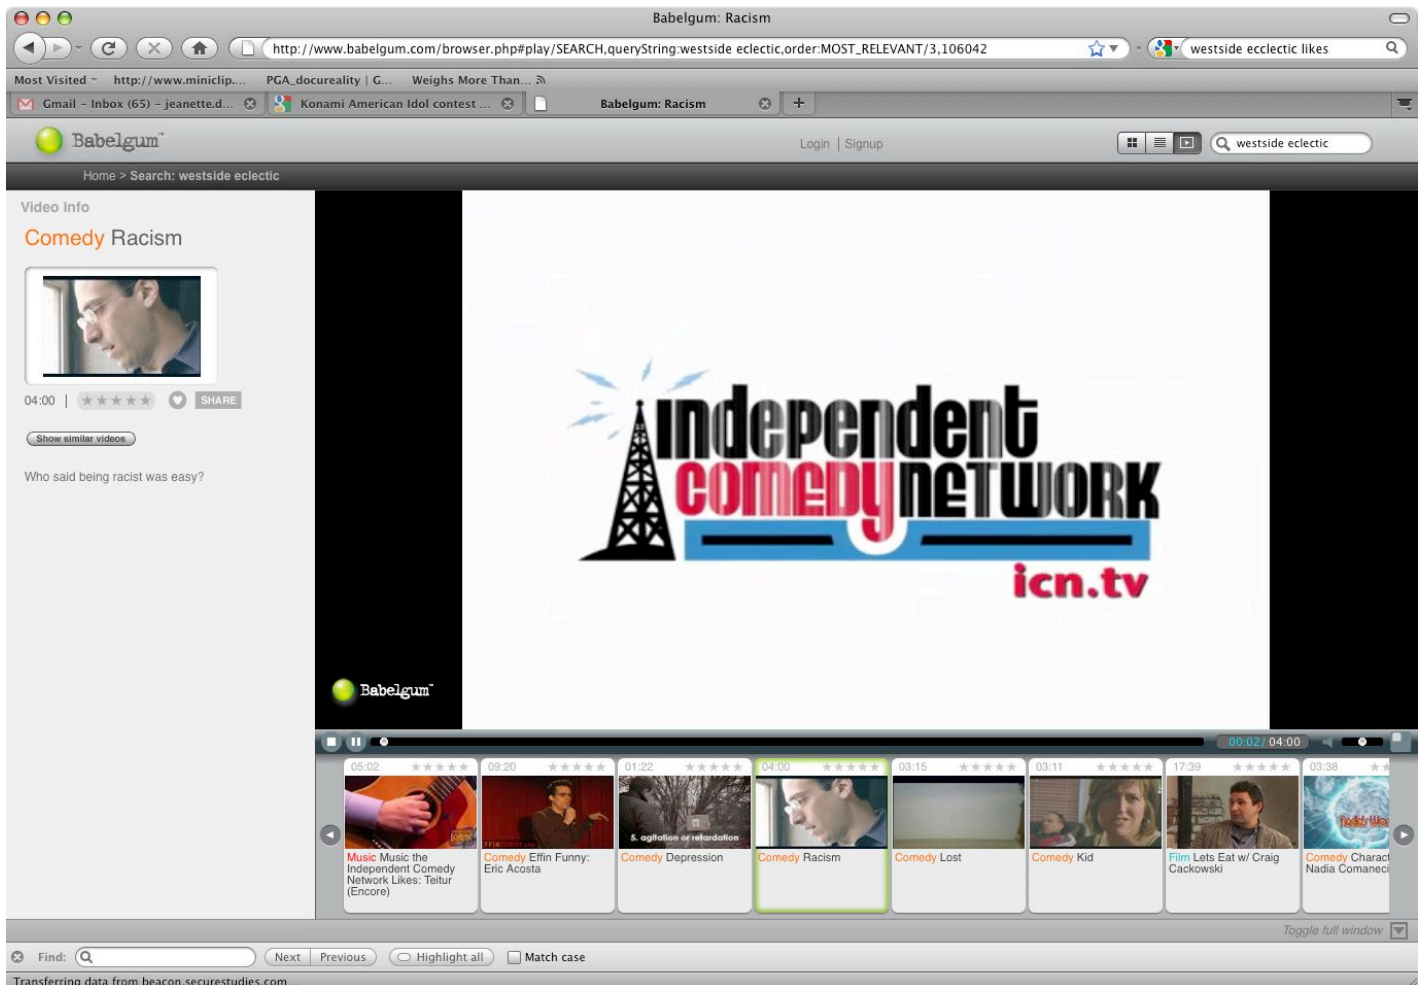 Babelgum: Racism
http://www.babelgum.com/browser.php#play/SEARCH,queryString:westside eclectic,order:MOST_RELEVANT/3,106042
westside ecclectic likes
Most Visited
http://www.miniclip....
PGA_docureality | G...
Weighs More Than...
Gmail – Inbox (65) – jeanette.d...
Konami American Idol contest ...
Babelgum: Racism
Babelgum
Login | Signup
westside eclectic
Home > Search: westside eclectic
Video Info
Comedy Racism
04:00 |
SHARE
Show similar videos
Who said being racist was easy?
independent
comedy network
icn.tv
Babelgum
00:02 / 04:00
05:02
09:20
01:22
04:00
03:15
03:11
17:39
03:38
5. agitation or retardation
Music Music the
Independent Comedy
Network Likes: Teitur
(Encore)
Comedy Effin Funny:
Eric Acosta
Comedy Depression
Comedy Racism
Comedy Lost
Comedy Kid
Film Lets Eat w/ Craig
Cackowski
Comedy Charact
Nadia Comaneci
Toggle full window
Find:
Next
Previous
Highlight all
Match case
Transferring data from beacon.securestudies.com...